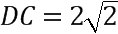 DC = 2√2